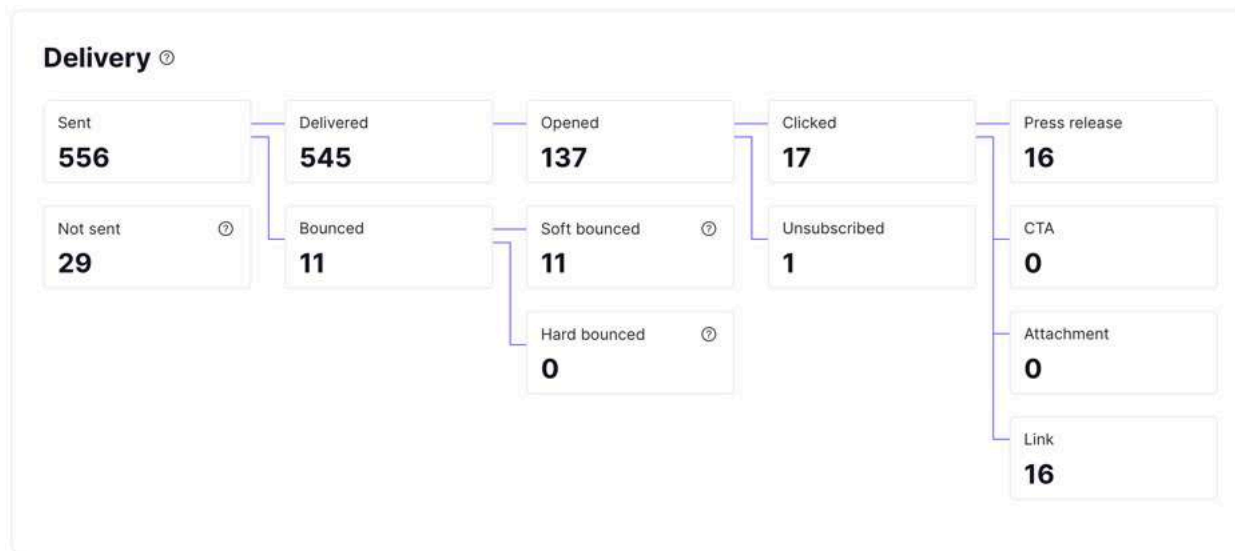 Delivery
Sent
556
Delivered
545
Opened
137
Clicked
17
Press release
16
Not sent
29
Bounced
11
Soft bounced
11
Unsubscribed
1
CTA
0
Hard bounced
0
Attachment
0
Link
16